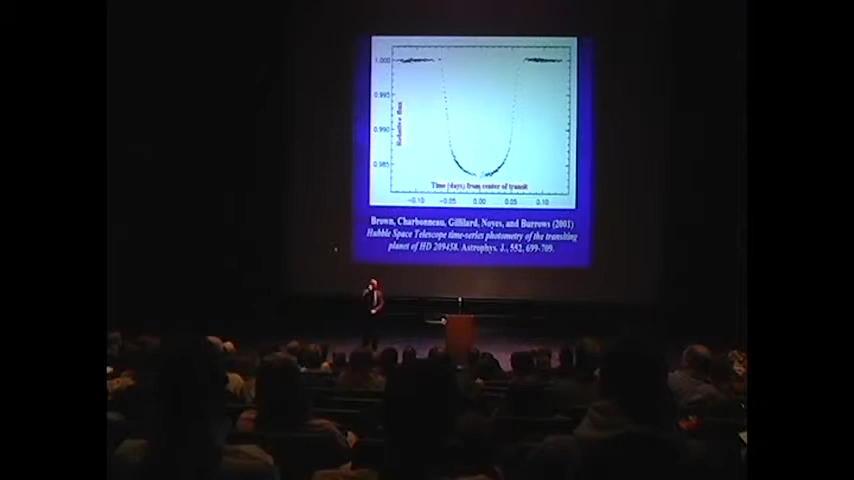 1.000
0.995
0.990
0.985
Relative flux
Time (days) from center of transit
-0.10 -0.05 0.00 0.05 0.10
Brown, Charbonneau, Gilliland, Noyes, and Burrows (2001)
Hubble Space Telescope time-series photometry of the transiting
planet of HD 209458. Astrophys. J., 552, 699-709.